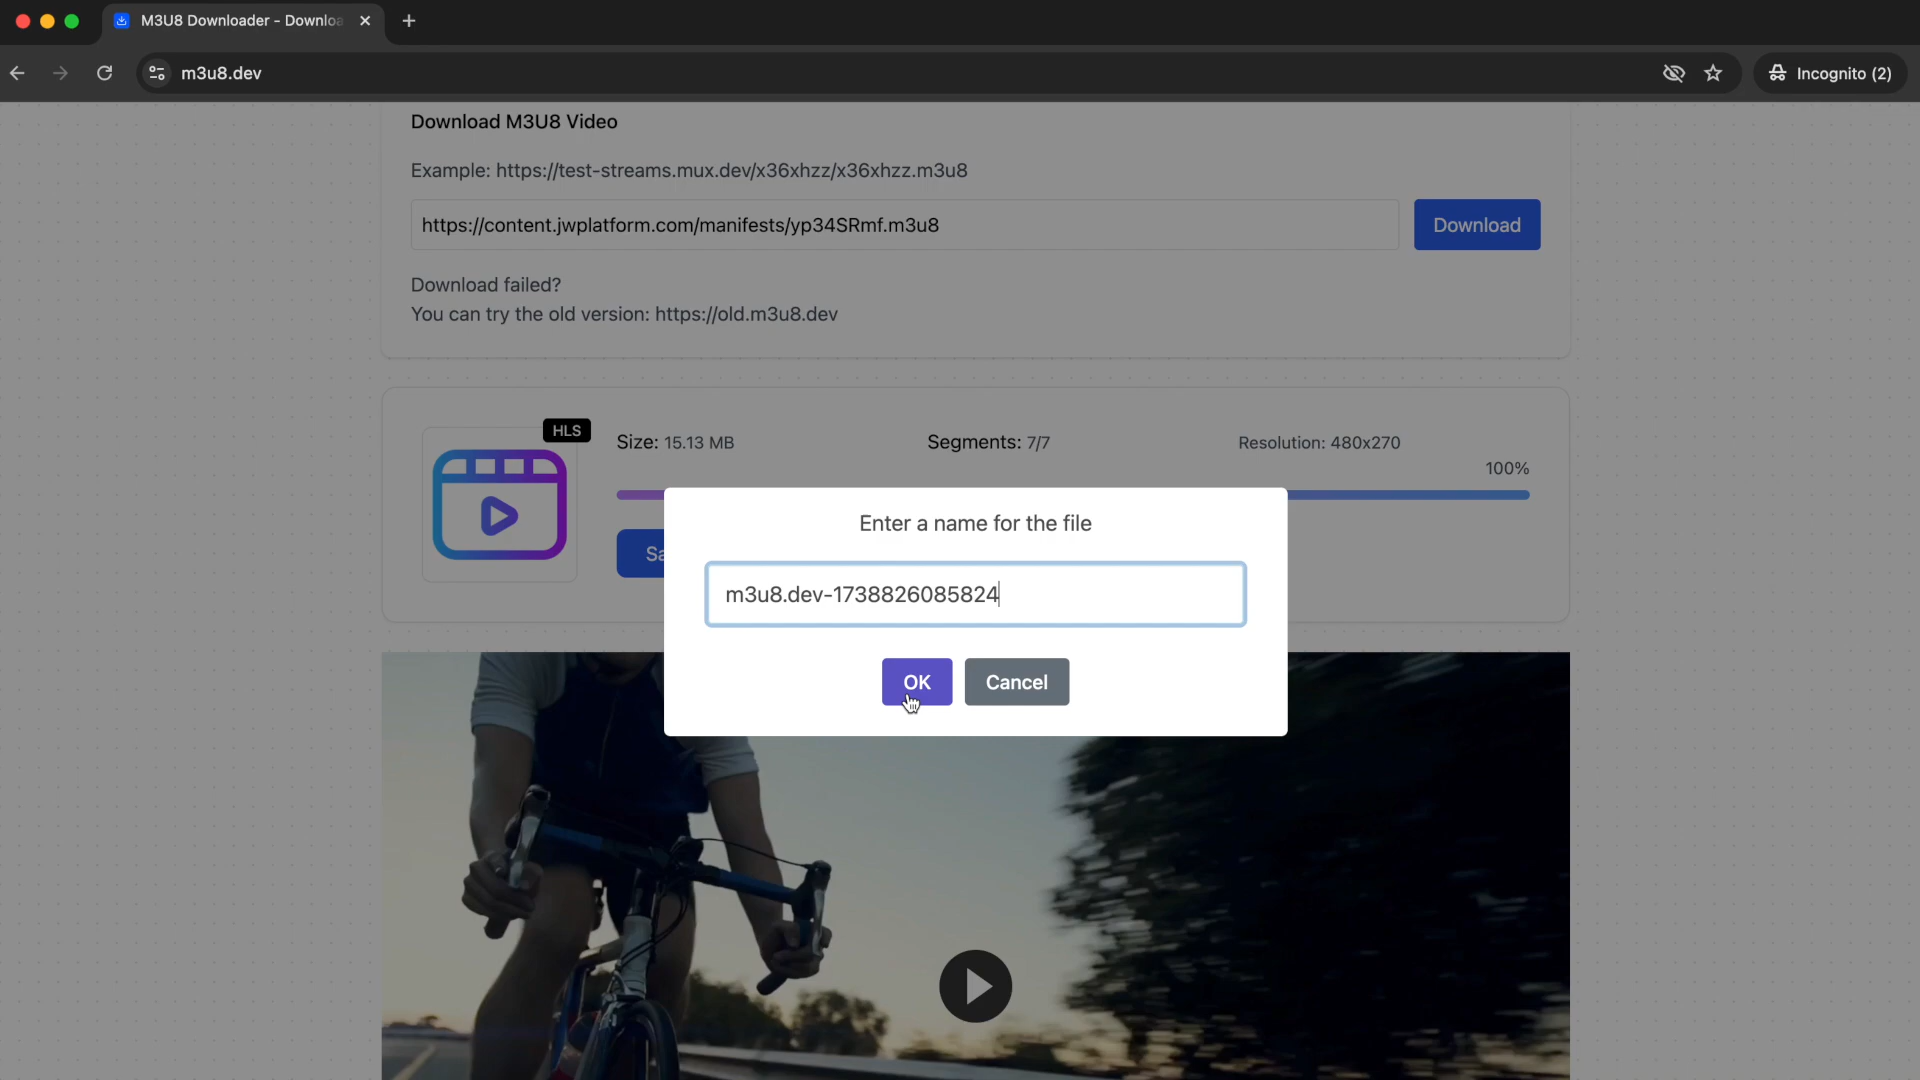 M3U8 Downloader - Downloa
m3u8.dev
Incognito (2)
Download M3U8 Video
Example: https://test-streams.mux.dev/x36xhzz/x36xhzz.m3u8
https://content.jwplatform.com/manifests/yp34SRmf.m3u8
Download
Download failed?
You can try the old version: https://old.m3u8.dev
HLS
Size: 15.13 MB
Segments: 7/7
Resolution: 480x270
100%
Sa
Enter a name for the file
m3u8.dev-1738826085824
OK
Cancel